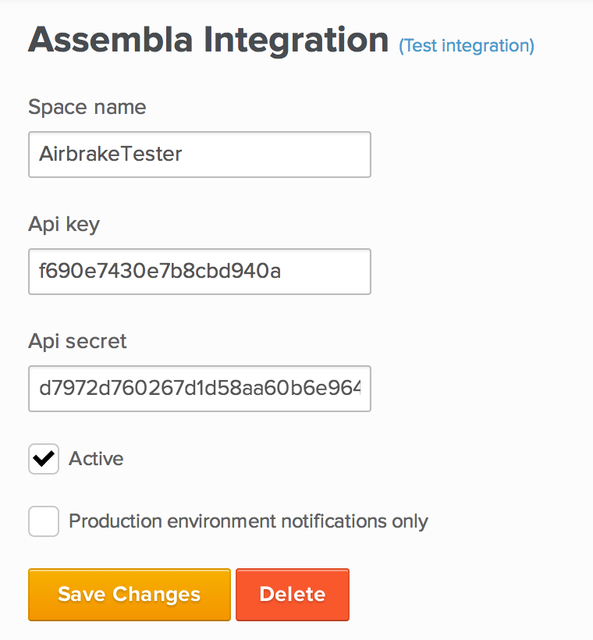 Assembla Integration (Test integration)
Space name
AirbrakeTester
Api key
f690e7430e7b8cbd940a
Api secret
d7972d760267d1d58aa60b6e964
Active
Production environment notifications only
Save Changes Delete